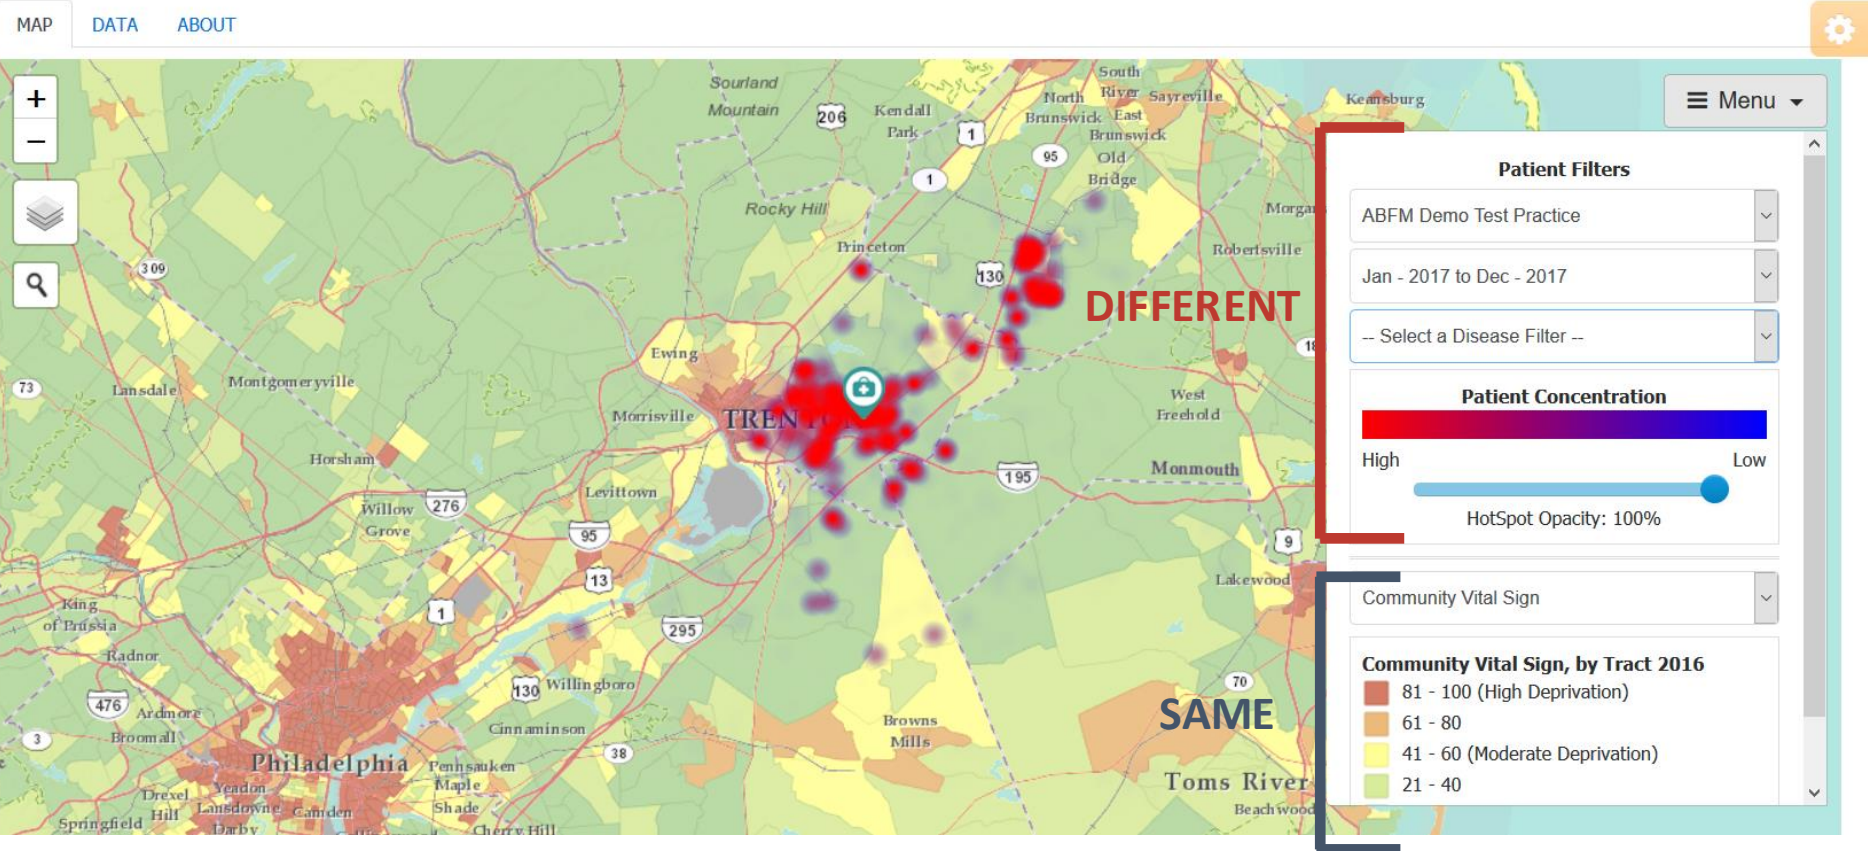 MAP
DATA
ABOUT
+
−
Menu
Sourland
Mountain
206
Kendall
Park
1
South
River
Sayreville
North
Brunswick
East
Brunswick
Old
Bridge
95
1
Keansburg
Rocky Hill
Princeton
130
Robertsville
309
73
Lansdale
Montgomeryville
Ewing
Morrisville
TRENTON
West
Freehold
Monmouth
195
Horsham
Levittown
Willow
Grove
276
95
13
9
Lakewood
King
of Prussia
1
295
Radnor
476
Ardmore
Broomall
3
130
Willingboro
Cinnaminson
38
Browns
Mills
70
Toms River
Beachwood
Philadelphia
Pennsauken
Maple
Shade
Drexel
Hill
Yeadon
Lansdowne
Darby
Camden
Springfield
Cherry Hill
DIFFERENT
SAME
Patient Filters
ABFM Demo Test Practice
Jan - 2017 to Dec - 2017
-- Select a Disease Filter --
Patient Concentration
High
Low
HotSpot Opacity: 100%
Community Vital Sign
Community Vital Sign, by Tract 2016
81 - 100 (High Deprivation)
61 - 80
41 - 60 (Moderate Deprivation)
21 - 40